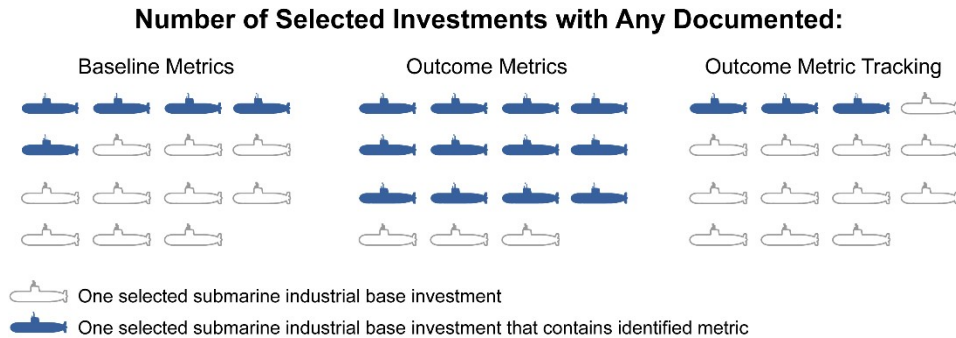 Number of Selected Investments with Any Documented:
Baseline Metrics
Outcome Metrics
Outcome Metric Tracking
One selected submarine industrial base investment
One selected submarine industrial base investment that contains identified metric